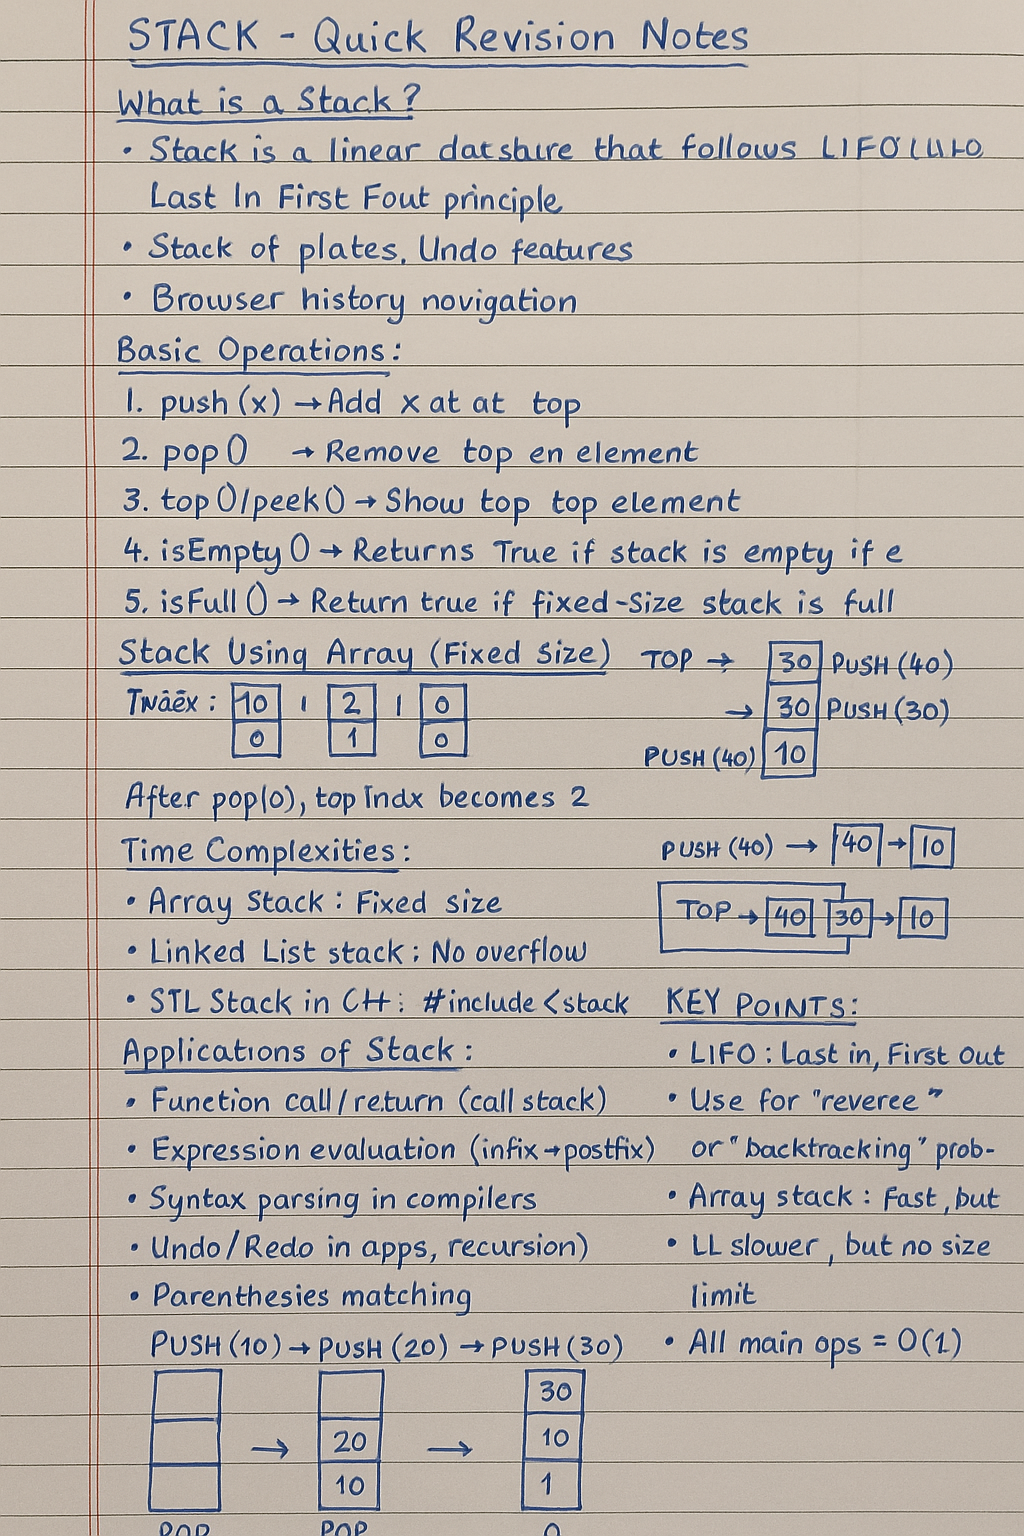 STACK - Quick Revision Notes
What is a Stack?
• Stack is a linear datshure that follows LIFO
Last In First Fout principle
• Stack of plates, Undo features
• Browser history novigation
Basic Operations:
1. push (x) → Add x at at top
2. pop () → Remove top en element
3. top ()/peek () → Show top top element
4. isEmpty () → Returns True if stack is empty if e
5. isFull () → Return true if fixed-size stack is full
Stack Using Array (Fixed Size)
10 | 2 | 0
0 1 0
After pop(0), top Indx becomes 2
TOP → 30 PUSH (40)
→ 30 PUSH (30)
PUSH (40) 10
Time Complexities:
• Array Stack: Fixed size
• Linked List stack: No overflow
• STL Stack in C++: #include <stack
PUSH (40) → 40 → 10
TOP → 40 30 → 10
Applications of Stack:
• Function call/return (call stack)
• Expression evaluation (infix→postfix)
• Syntax parsing in compilers
• Undo/Redo in apps, recursion)
• Parenthesies matching
KEY POINTS:
• LIFO: Last in, First Out
• Use for "reveree"
or "backtracking" prob-
• Array stack: Fast, but
• LL slower, but no size
limit
• All main ops = O(1)
PUSH (10) → PUSH (20) → PUSH (30)
30
20 10
10 1
POP POP